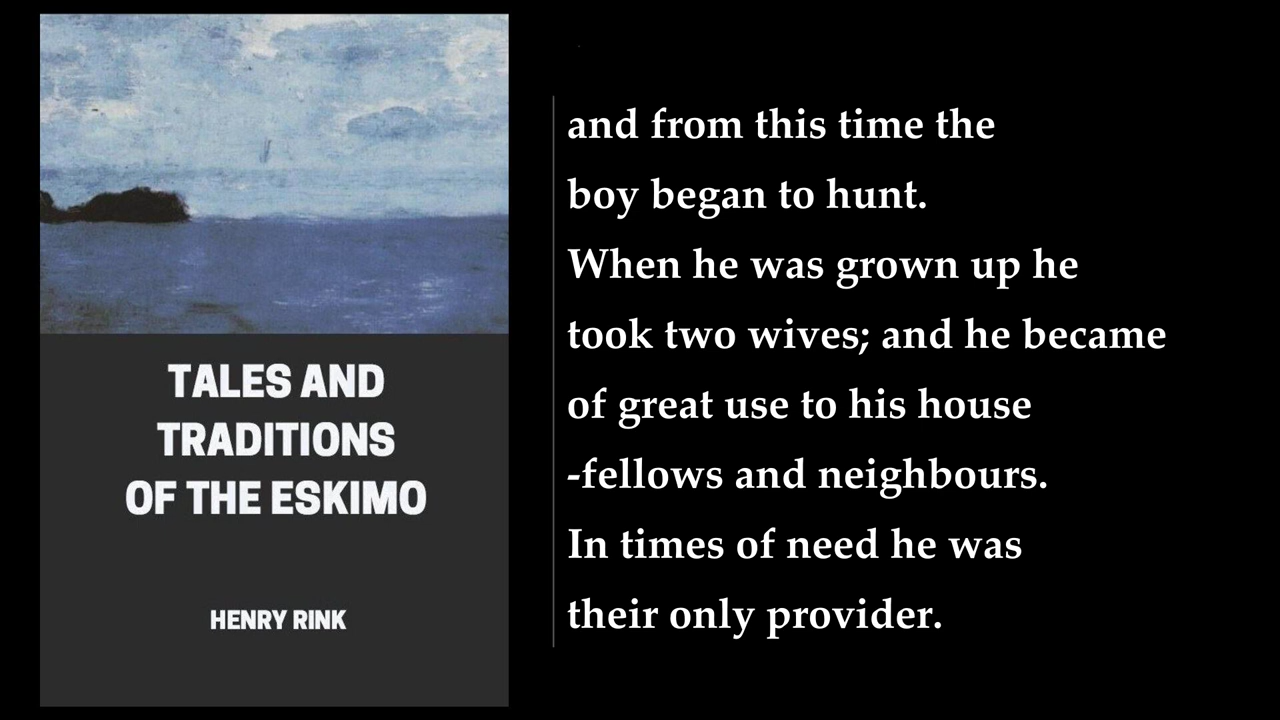 TALES AND
TRADITIONS
OF THE ESKIMO
HENRY RINK
and from this time the
boy began to hunt.
When he was grown up he
took two wives; and he became
of great use to his house
-fellows and neighbours.
In times of need he was
their only provider.